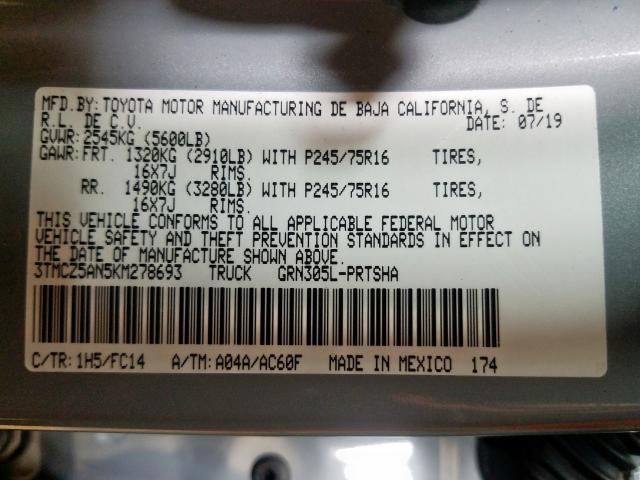 MFD.BY: TOYOTA MOTOR MANUFACTURING DE BAJA CALIFORNIA, S. DE
R.L. DE C.V. DATE: 07/19
GVWR: 2545KG (5600LB)
GAWR: FRT. 1320KG (2910LB) WITH P245/75R16 TIRES,
16X7J RIMS.
RR. 1490KG (3280LB) WITH P245/75R16 TIRES,
16X7J RIMS.
THIS VEHICLE CONFORMS TO ALL APPLICABLE FEDERAL MOTOR
VEHICLE SAFETY AND THEFT PREVENTION STANDARDS IN EFFECT ON
THE DATE OF MANUFACTURE SHOWN ABOVE.
3TMCZ5AN5KM278693 TRUCK GRN305L-PRTSHA
C/TR: 1H5/FC14 A/TM: A04A/AC60F MADE IN MEXICO 174